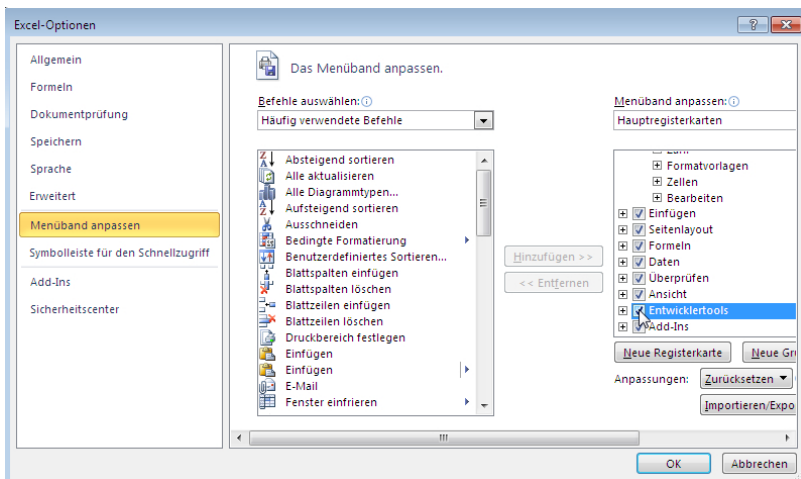 Excel-Optionen
Allgemein
Formeln
Dokumentprüfung
Speichern
Sprache
Erweitert
Menüband anpassen
Symbolleiste für den Schnellzugriff
Add-Ins
Sicherheitscenter
Das Menüband anpassen.
Befehle auswählen:
Häufig verwendete Befehle
Absteigend sortieren
Alle aktualisieren
Alle Diagrammtypen...
Aufsteigend sortieren
Ausschneiden
Bedingte Formatierung
Benutzerdefiniertes Sortieren...
Blattspalten einfügen
Blattspalten löschen
Blattzeilen einfügen
Blattzeilen löschen
Druckbereich festlegen
Einfügen
Einfügen
E-Mail
Fenster einfrieren
Hinzufügen >>
<< Entfernen
Menüband anpassen:
Hauptregisterkarten
Formatvorlagen
Zellen
Bearbeiten
Einfügen
Seitenlayout
Formeln
Daten
Überprüfen
Ansicht
Entwicklertools
Add-Ins
Neue Registerkarte
Neue Gru
Anpassungen:
Zurücksetzen
Importieren/Expo
OK
Abbrechen